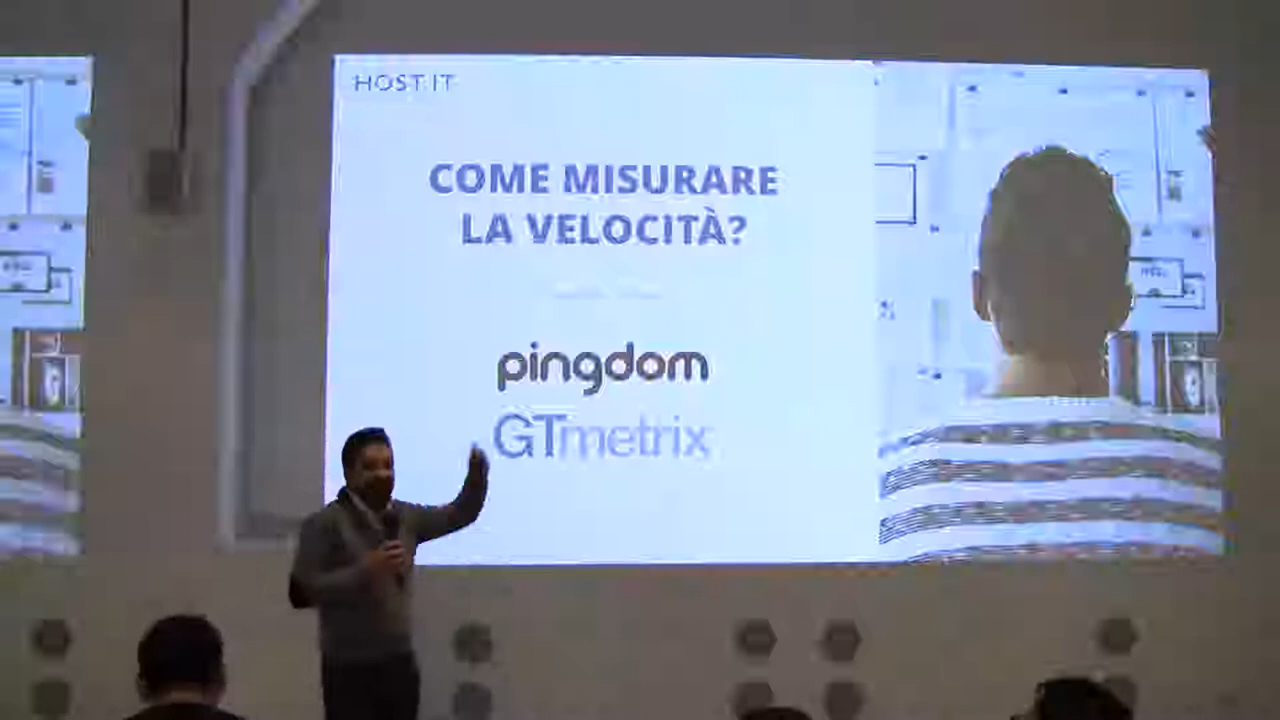 HOST.IT
COME MISURARE
LA VELOCITÀ?
pingdom
GTmetrix